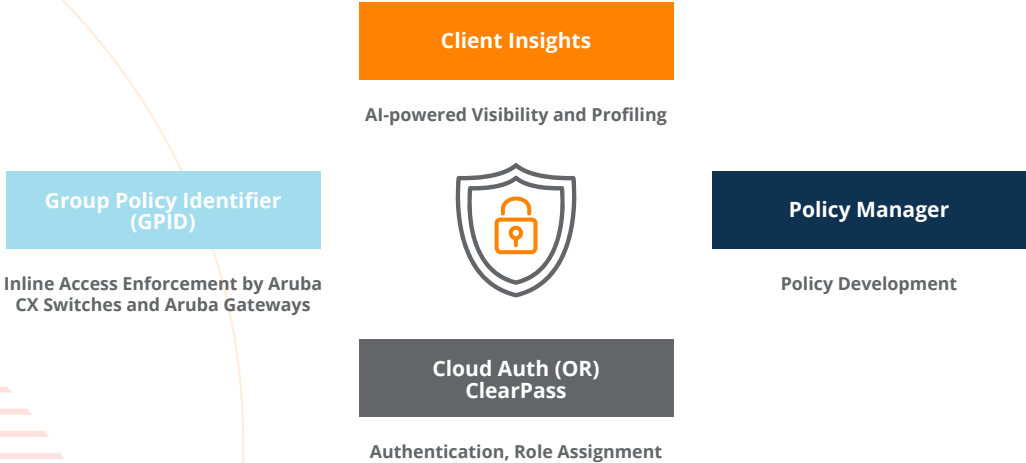 Client Insights
AI-powered Visibility and Profiling
Group Policy Identifier
(GPID)
Inline Access Enforcement by Aruba
CX Switches and Aruba Gateways
Policy Manager
Policy Development
Cloud Auth (OR)
ClearPass
Authentication, Role Assignment